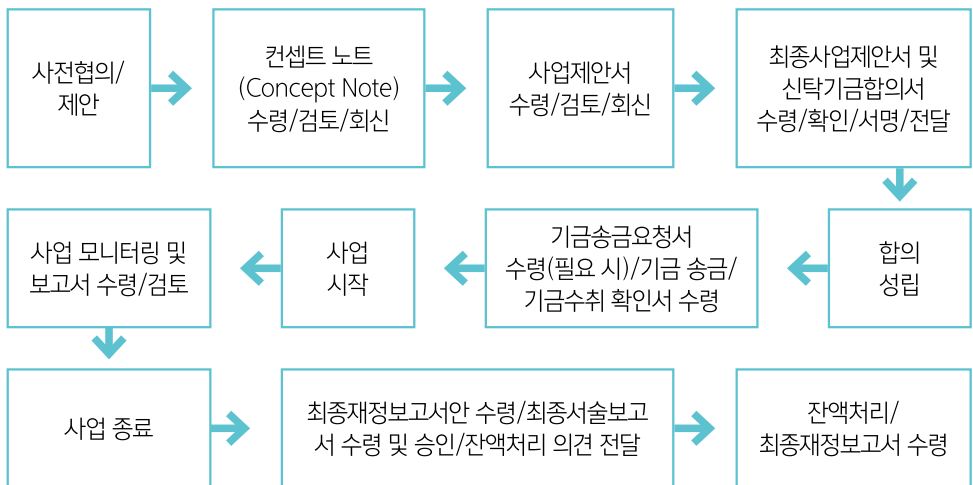 사전협의/
제안
컨셉트 노트
(Concept Note)
수령/검토/회신
사업제안서
수령/검토/회신
최종사업제안서 및
신탁기금합의서
수령/확인/서명/전달
합의
성립
기금송금요청서
수령(필요 시)/기금 송금/
기금수취 확인서 수령
사업
시작
사업 모니터링 및
보고서 수령/검토
사업 종료
최종재정보고서안 수령/최종서술보고
서 수령 및 승인/잔액처리 의견 전달
잔액처리/
최종재정보고서 수령